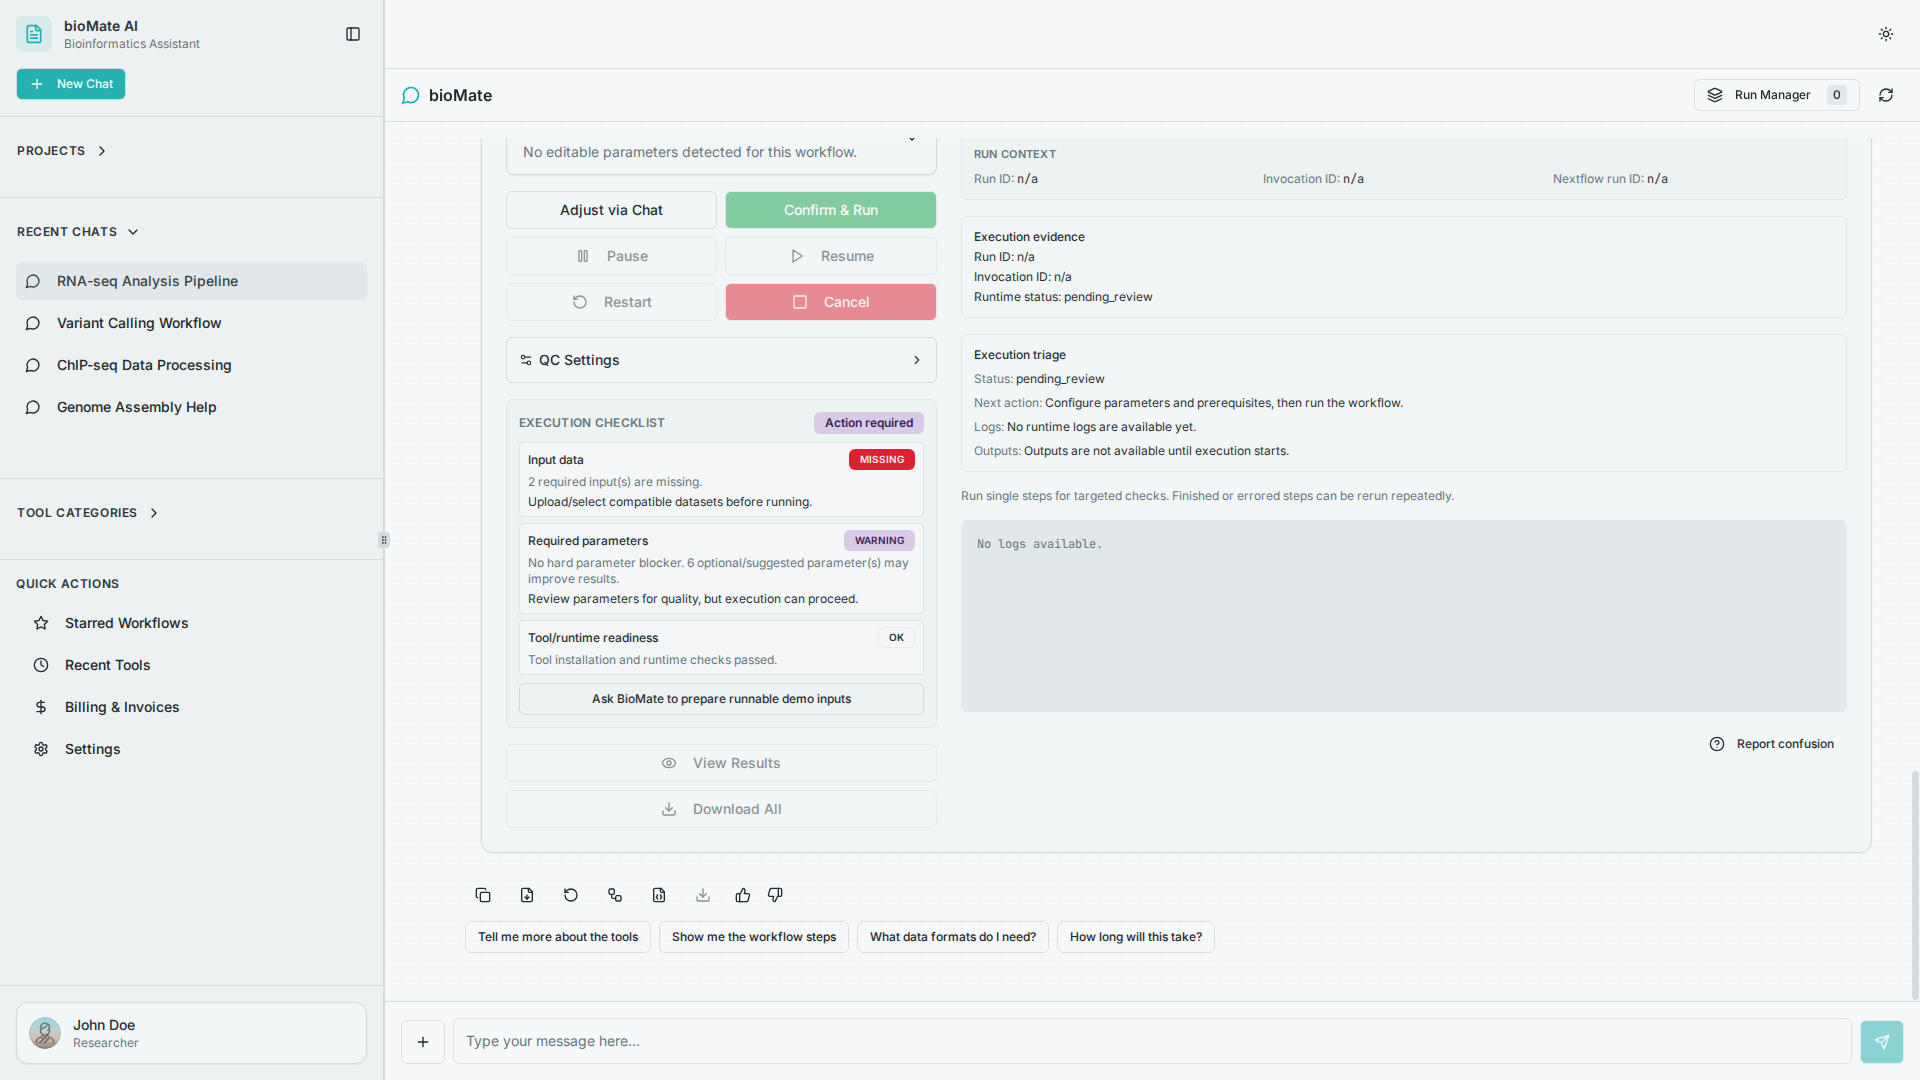 bioMate AI
Bioinformatics Assistant
New Chat
PROJECTS
RECENT CHATS
RNA-seq Analysis Pipeline
Variant Calling Workflow
ChIP-seq Data Processing
Genome Assembly Help
TOOL CATEGORIES
QUICK ACTIONS
Starred Workflows
Recent Tools
Billing & Invoices
Settings
John Doe
Researcher
bioMate
Run Manager 0
No editable parameters detected for this workflow.
Adjust via Chat
Confirm & Run
Pause
Resume
Restart
Cancel
QC Settings
EXECUTION CHECKLIST
Action required
Input data
MISSING
2 required input(s) are missing.
Upload/select compatible datasets before running.
Required parameters
WARNING
No hard parameter blocker. 6 optional/suggested parameter(s) may
improve results.
Review parameters for quality, but execution can proceed.
Tool/runtime readiness
OK
Tool installation and runtime checks passed.
Ask BioMate to prepare runnable demo inputs
View Results
Download All
RUN CONTEXT
Run ID: n/a
Invocation ID: n/a
Nextflow run ID: n/a
Execution evidence
Run ID: n/a
Invocation ID: n/a
Runtime status: pending_review
Execution triage
Status: pending_review
Next action: Configure parameters and prerequisites, then run the workflow.
Logs: No runtime logs are available yet.
Outputs: Outputs are not available until execution starts.
Run single steps for targeted checks. Finished or errored steps can be rerun repeatedly.
No logs available.
Report confusion
Tell me more about the tools
Show me the workflow steps
What data formats do I need?
How long will this take?
Type your message here...